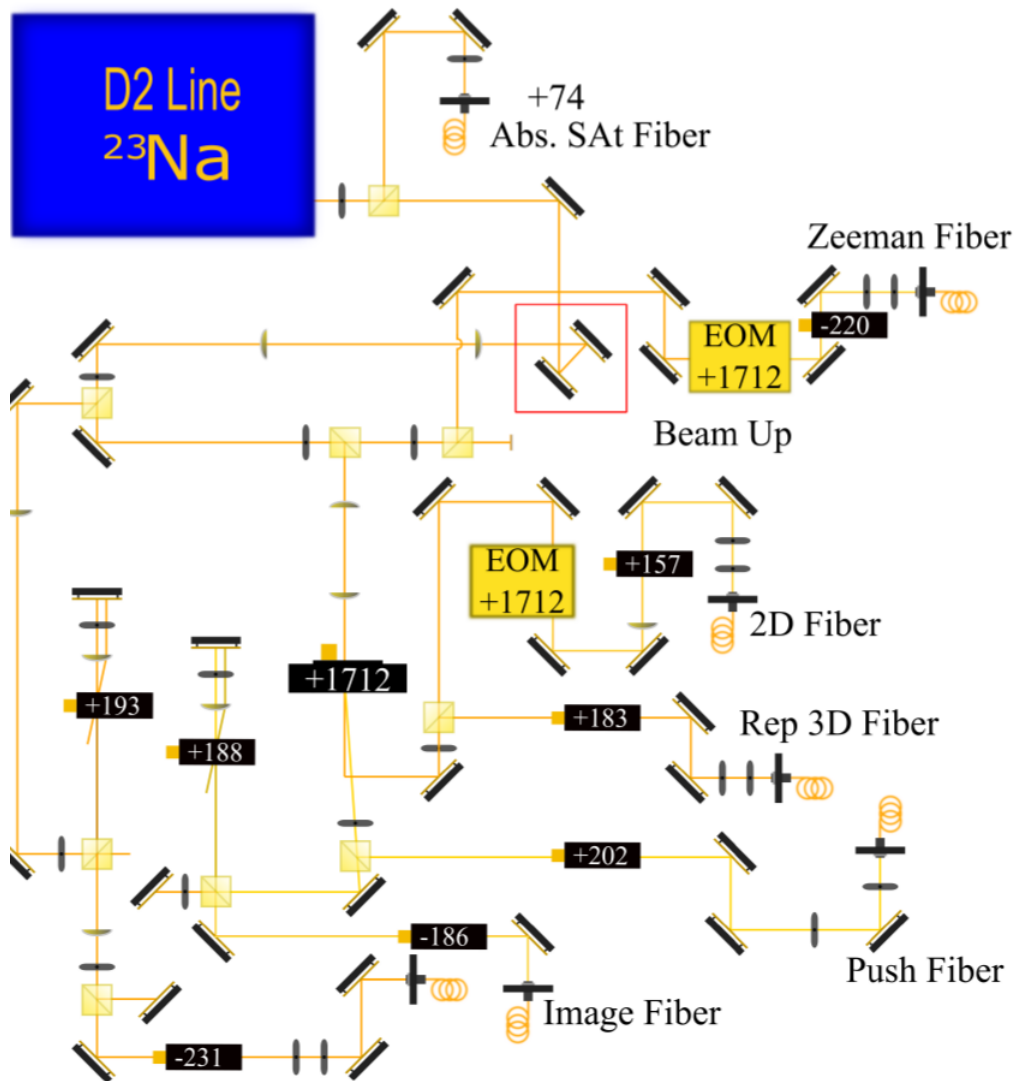 D2 Line
²³Na
+74
Abs. SAt Fiber
Zeeman Fiber
-220
EOM
+1712
Beam Up
EOM
+1712
+157
2D Fiber
+1712
+193
+183
Rep 3D Fiber
+188
+202
-186
Push Fiber
Image Fiber
-231